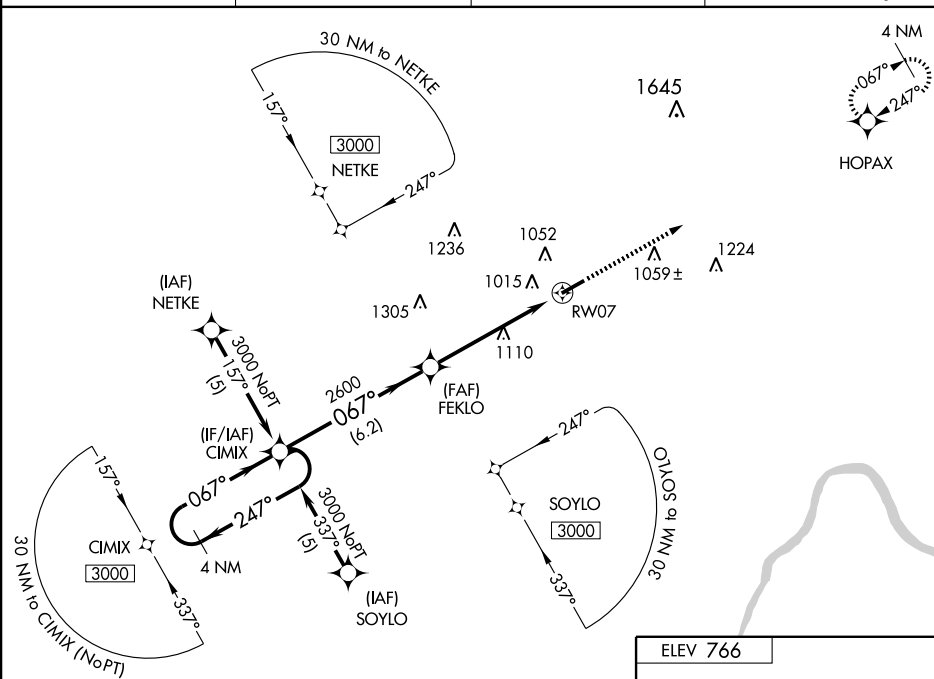 4 NM
067°
247°
HOPAX
30 NM to NETKE
157°
3000
NETKE
247°
1645
1236
1052
1015
1059±
1224
1305
RW07
1110
(IAF)
NETKE
3000 NoPT
157°
(5)
2600
067°
(6.2)
(FAF)
FEKLO
(IF/IAF)
CIMIX
067°
247°
4 NM
3000 NoPT
337°
(5)
(IAF)
SOYLO
157°
CIMIX
3000
337°
30 NM to CIMIX (NoPT)
247°
SOYLO
3000
337°
30 NM to SOYLO
ELEV 766